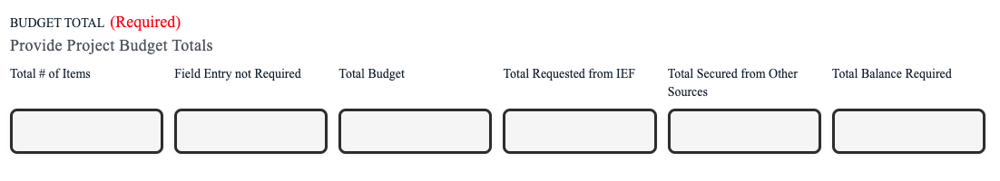 BUDGET TOTAL (Required)
Provide Project Budget Totals
Total # of Items
Field Entry not Required
Total Budget
Total Requested from IEF
Total Secured from Other
Sources
Total Balance Required